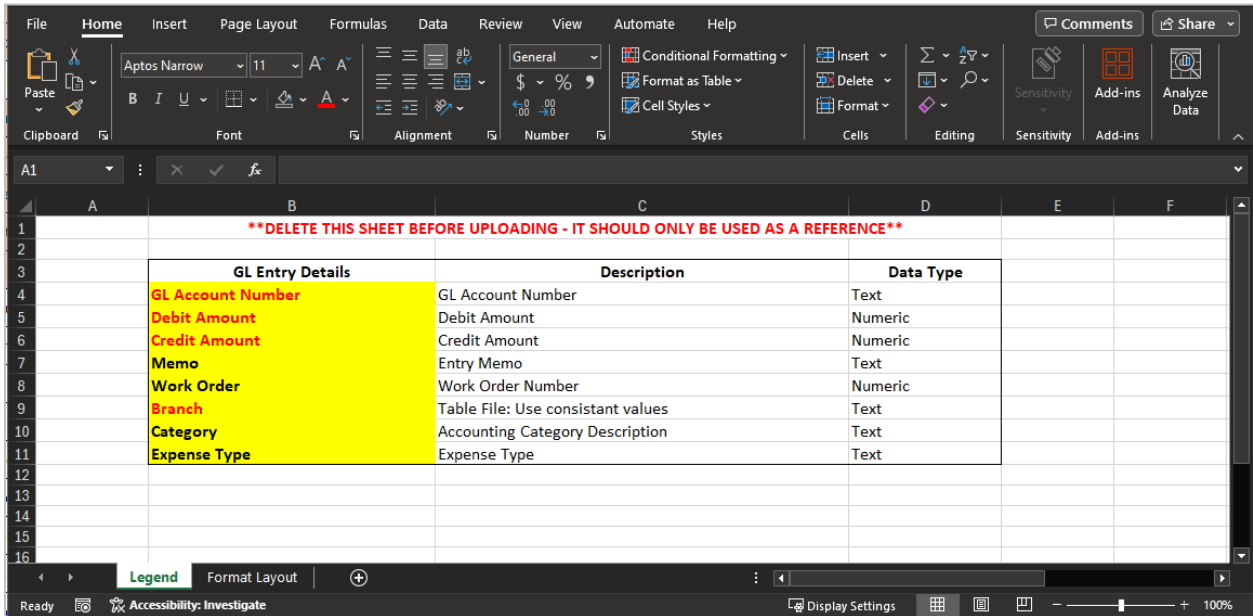 File Home Insert Page Layout Formulas Data Review View Automate Help Comments Share
Aptos Narrow 11 General Conditional Formatting Insert
Paste Format as Table Delete Sensitivity Add-ins Analyze Data
B I U A $ % 9 Cell Styles Format
Clipboard Font Alignment Number Styles Cells Editing Sensitivity Add-ins
A1 fx
A B C D E F
1 **DELETE THIS SHEET BEFORE UPLOADING - IT SHOULD ONLY BE USED AS A REFERENCE**
2
3 GL Entry Details Description Data Type
4 GL Account Number GL Account Number Text
5 Debit Amount Debit Amount Numeric
6 Credit Amount Credit Amount Numeric
7 Memo Entry Memo Text
8 Work Order Work Order Number Numeric
9 Branch Table File: Use consistant values Text
10 Category Accounting Category Description Text
11 Expense Type Expense Type Text
12
13
14
15
16
Legend Format Layout
Ready Accessibility: Investigate Display Settings 100%